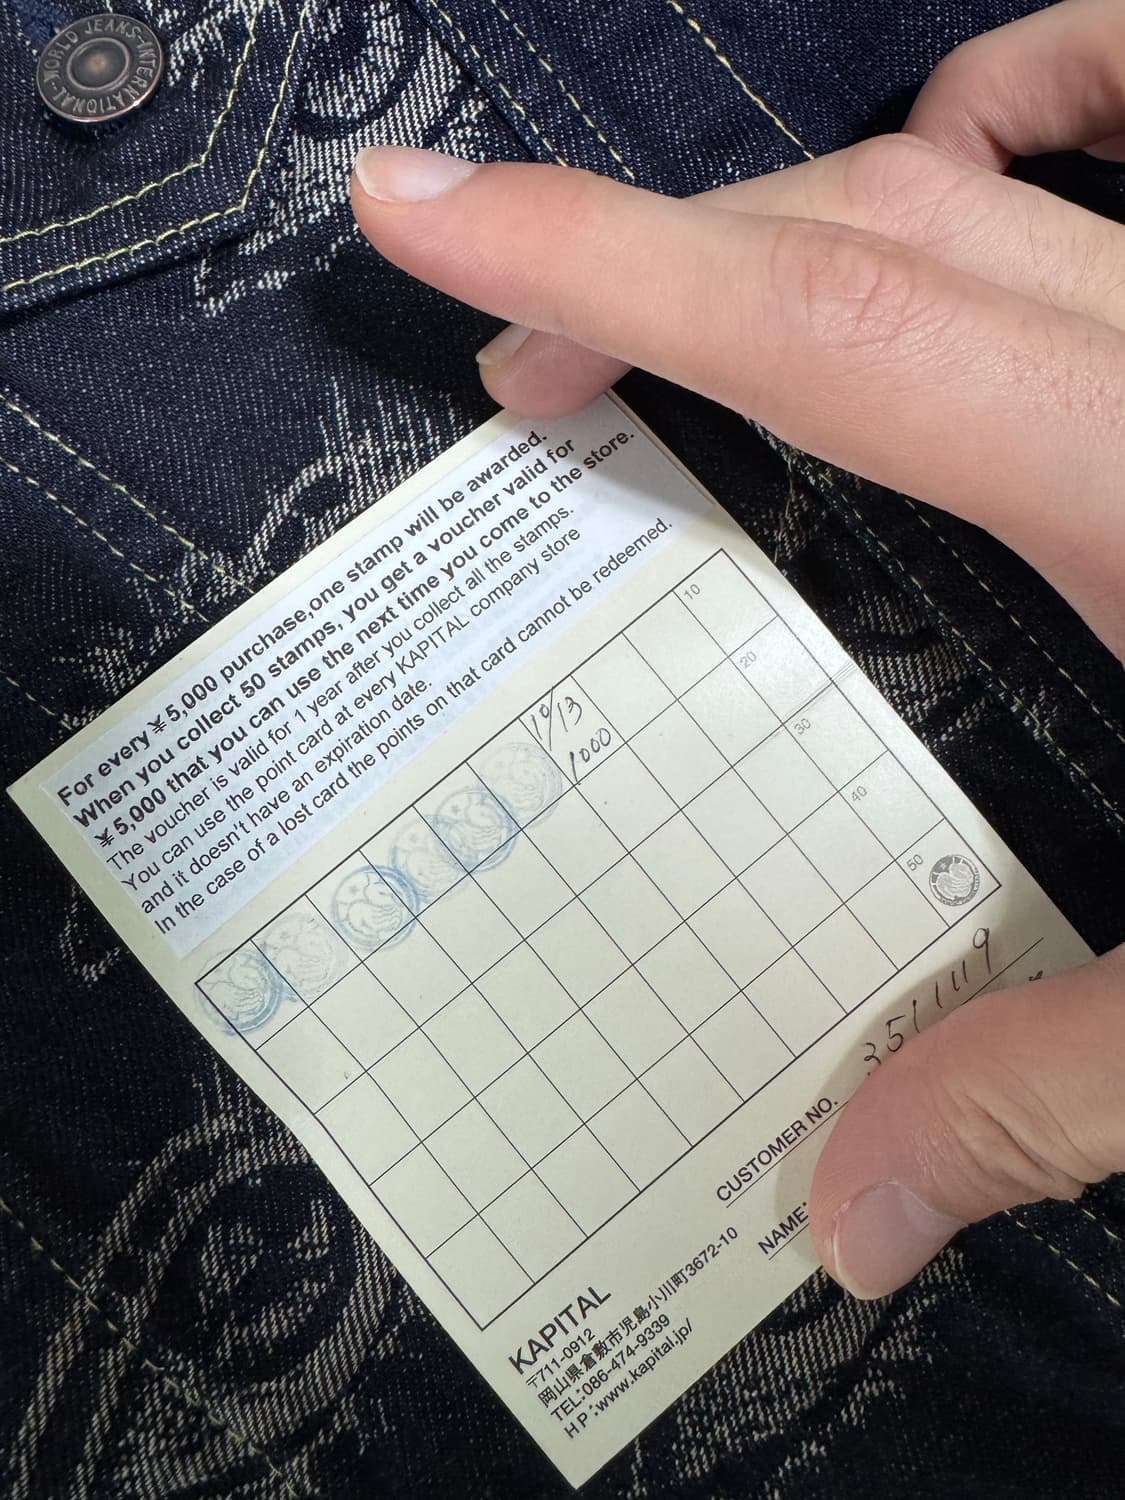 WORLD JEANS-INTERNATIONAL-
For every ¥5,000 purchase,one stamp will be awarded.
When you collect 50 stamps, you get a voucher valid for
¥5,000 that you can use the next time you come to the store.
The voucher is valid for 1 year after you collect all the stamps.
You can use the point card at every KAPITAL company store
and it doesn't have an expiration date.
In the case of a lost card the points on that card cannot be redeemed.
10/13
1000
10
20
30
40
50
CUSTOMER NO. 3511119
NAME
KAPITAL
〒711-0912
岡山県倉敷市児島小川町3672-10
TEL:086-474-9339
HP:www.kapital.jp/